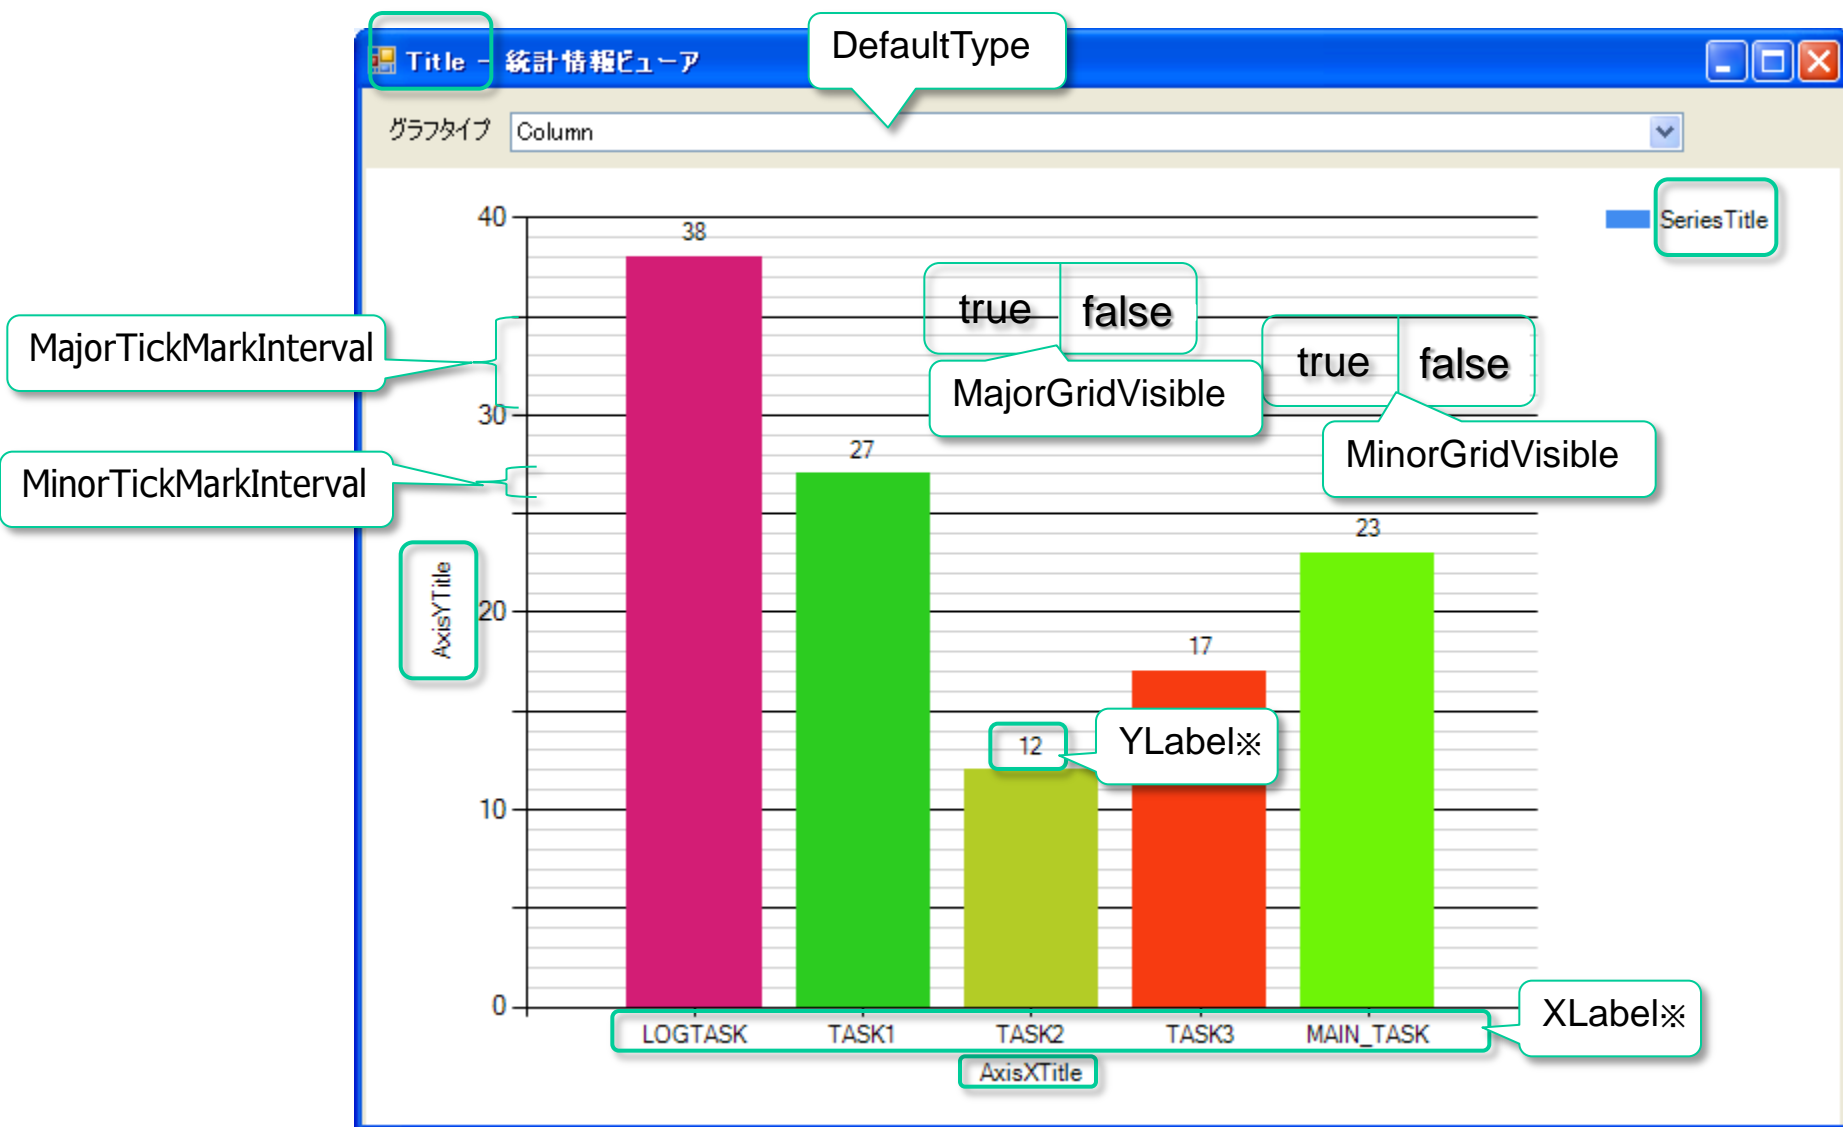 Title - 統計情報ビューア
DefaultType
グラフタイプ Column
SeriesTitle
40
38
true false
MajorTickMarkInterval
true false
MajorGridVisible
30
27
MinorGridVisible
MinorTickMarkInterval
23
AxisYTitle
20
17
12
YLabel※
10
0
XLabel※
LOGTASK TASK1 TASK2 TASK3 MAIN_TASK
AxisXTitle